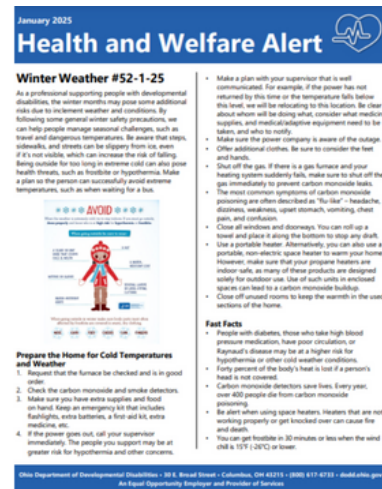 January 2025
Health and Welfare Alert
Winter Weather #52-1-25
As a professional supporting people with developmental
disabilities, the winter months may pose some additional
risks due to inclement weather and conditions. By
following some general winter safety precautions, we
can help people manage seasonal challenges, such as
travel and dangerous temperatures. Be aware that steps,
sidewalks, and streets can be slippery from ice, even
if it's not visible, which can increase the risk of falling.
Being outside for too long in extreme cold can also pose
health threats, such as frostbite or hypothermia. Make
a plan so the person can successfully avoid extreme
temperatures, such as when waiting for a bus.
AVOID
Prepare the Home for Cold Temperatures
and Weather
1. Request that the furnace be checked and is in good
order.
2. Check the carbon monoxide and smoke detectors.
3. Make sure you have extra supplies and food
on hand. Keep an emergency kit that includes
flashlights, extra batteries, a first-aid kit, extra
medicine, etc.
4. If the power goes out, call your supervisor
immediately. The people you support may be at
greater risk for hypothermia and other concerns.
• Make a plan with your supervisor that is well
communicated. For example, if the power has not
returned by this time or the temperature falls below
this level, we will be relocating to this location. Be clear
about whom will be doing what, consider what medicin
supplies, and medical/adaptive equipment need to be
taken, and who to notify.
• Make sure the power company is aware of the outage.
• Offer additional clothes. Be sure to consider the feet
and hands.
• Shut off the gas. If there is a gas furnace and your
heating system suddenly fails, make sure to shut off the
gas immediately to prevent carbon monoxide leaks.
• The most common symptoms of carbon monoxide
poisoning are often described as "flu-like" – headache,
dizziness, weakness, upset stomach, vomiting, chest
pain, and confusion.
• Close all windows and doorways. You can roll up a
towel and place it along the bottom to stop any draft.
• Use a portable heater. Alternatively, you can also use a
portable, non-electric space heater to warm your home
However, make sure that your propane heaters are
indoor-safe, as many of these products are designed
solely for outdoor use. Use of such units in enclosed
spaces can lead to a carbon monoxide buildup.
• Close off unused rooms to keep the warmth in the used
sections of the home.
Fast Facts
• People with diabetes, those who take high blood
pressure medication, have poor circulation, or
Raynaud's disease may be at a higher risk for
hypothermia or other cold weather conditions.
• Forty percent of the body's heat is lost if a person's
head is not covered.
• Carbon monoxide detectors save lives. Every year,
over 400 people die from carbon monoxide
poisoning.
• Be alert when using space heaters. Heaters that are not
working properly or get knocked over can cause fire
and death.
• You can get frostbite in 30 minutes or less when the wind
chill is 15°F (-26°C) or lower.
Ohio Department of Developmental Disabilities • 30 E. Broad Street • Columbus, OH 43215 • (800) 617-6733 • dodd.ohio.gov
An Equal Opportunity Employer and Provider of Services